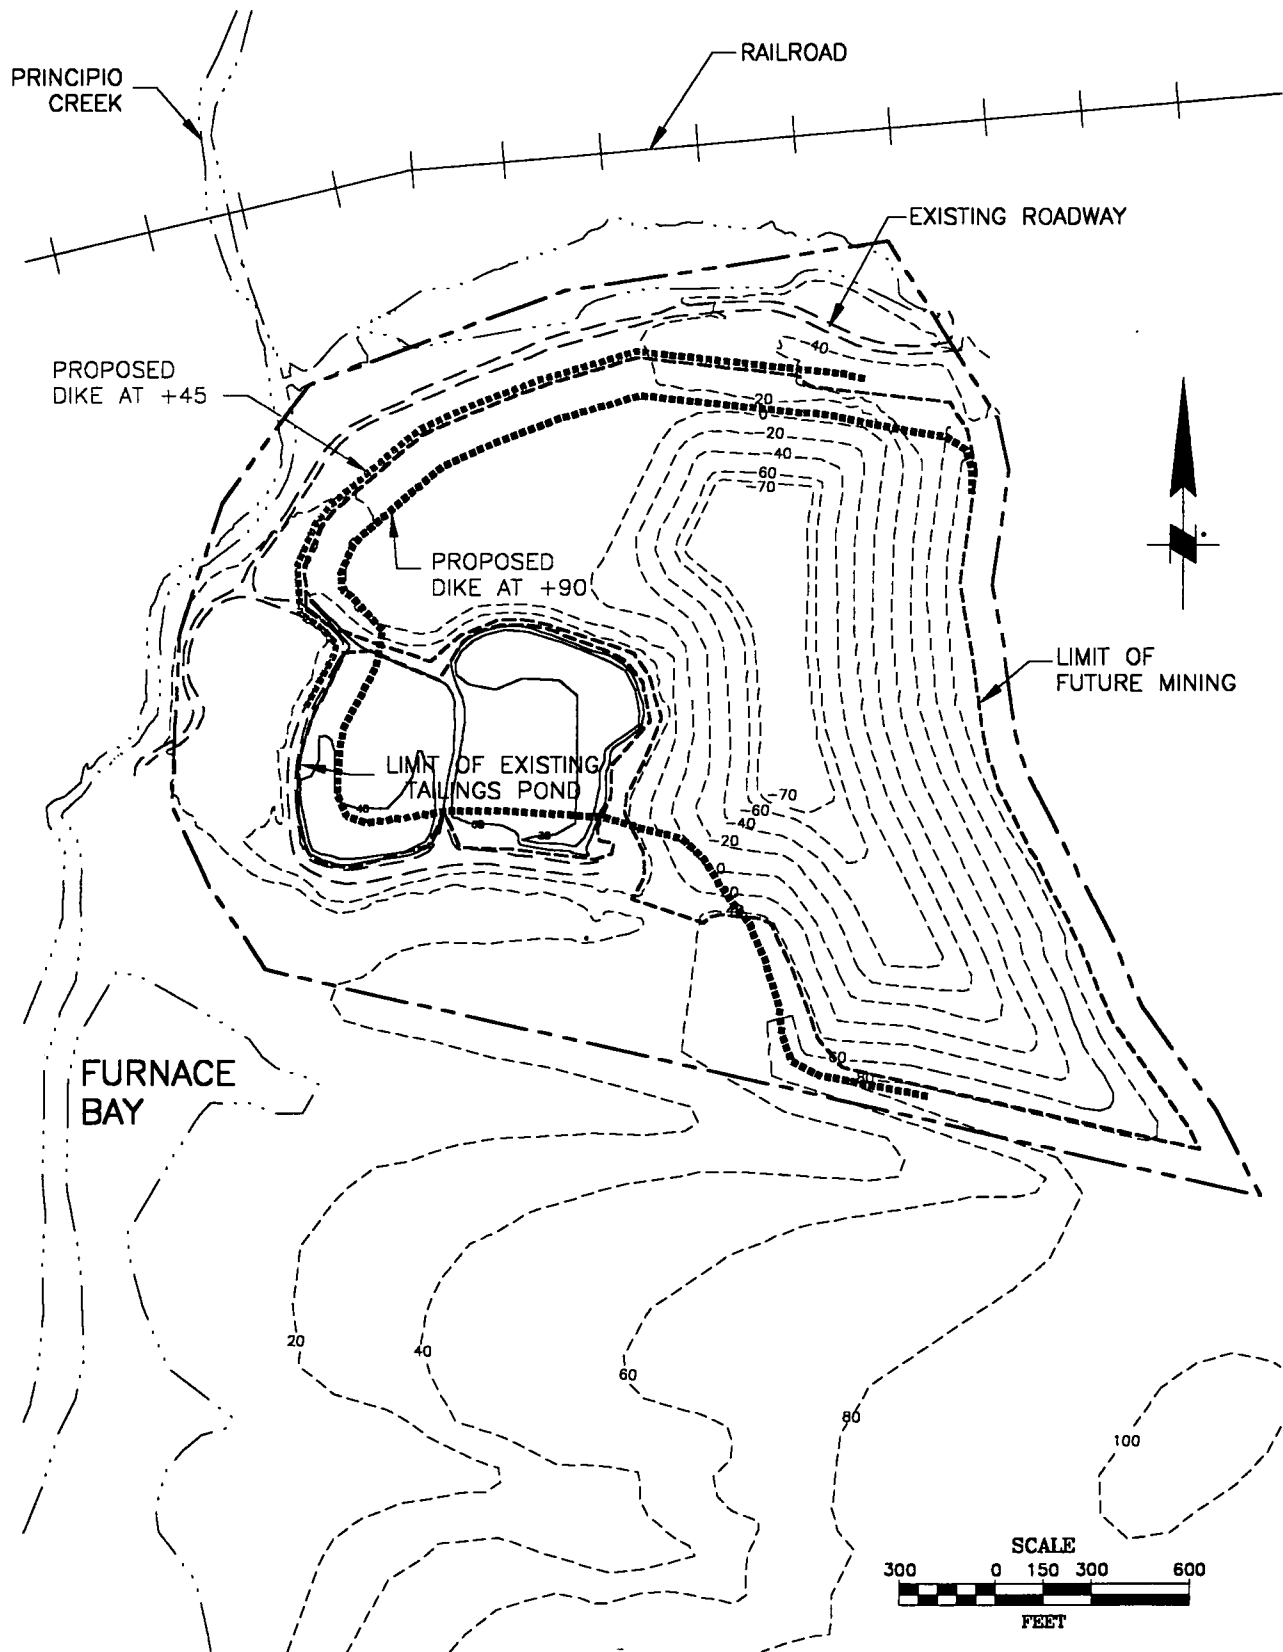 RAILROAD
PRINCIPIO
CREEK
EXISTING ROADWAY
40
PROPOSED
DIKE AT +45
20
0
20
40
60
70
PROPOSED
DIKE AT +90
LIMIT OF
FUTURE MINING
LIMIT OF EXISTING
TAILINGS POND
70
60
40
20
0
20
40
60
80
FURNACE
BAY
20
40
60
80
100
SCALE
300 0 150 300 600
FEET